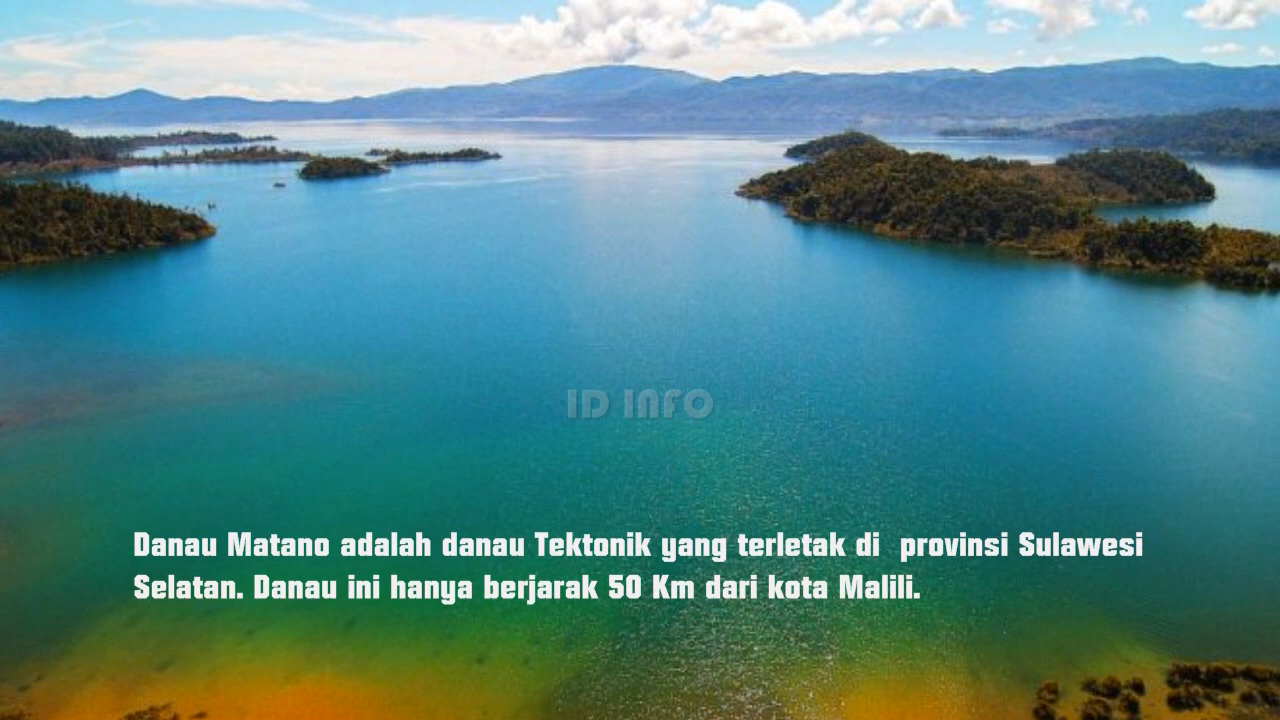 ID INFO
Danau Matano adalah danau Tektonik yang terletak di  provinsi Sulawesi
Selatan. Danau ini hanya berjarak 50 Km dari kota Malili.